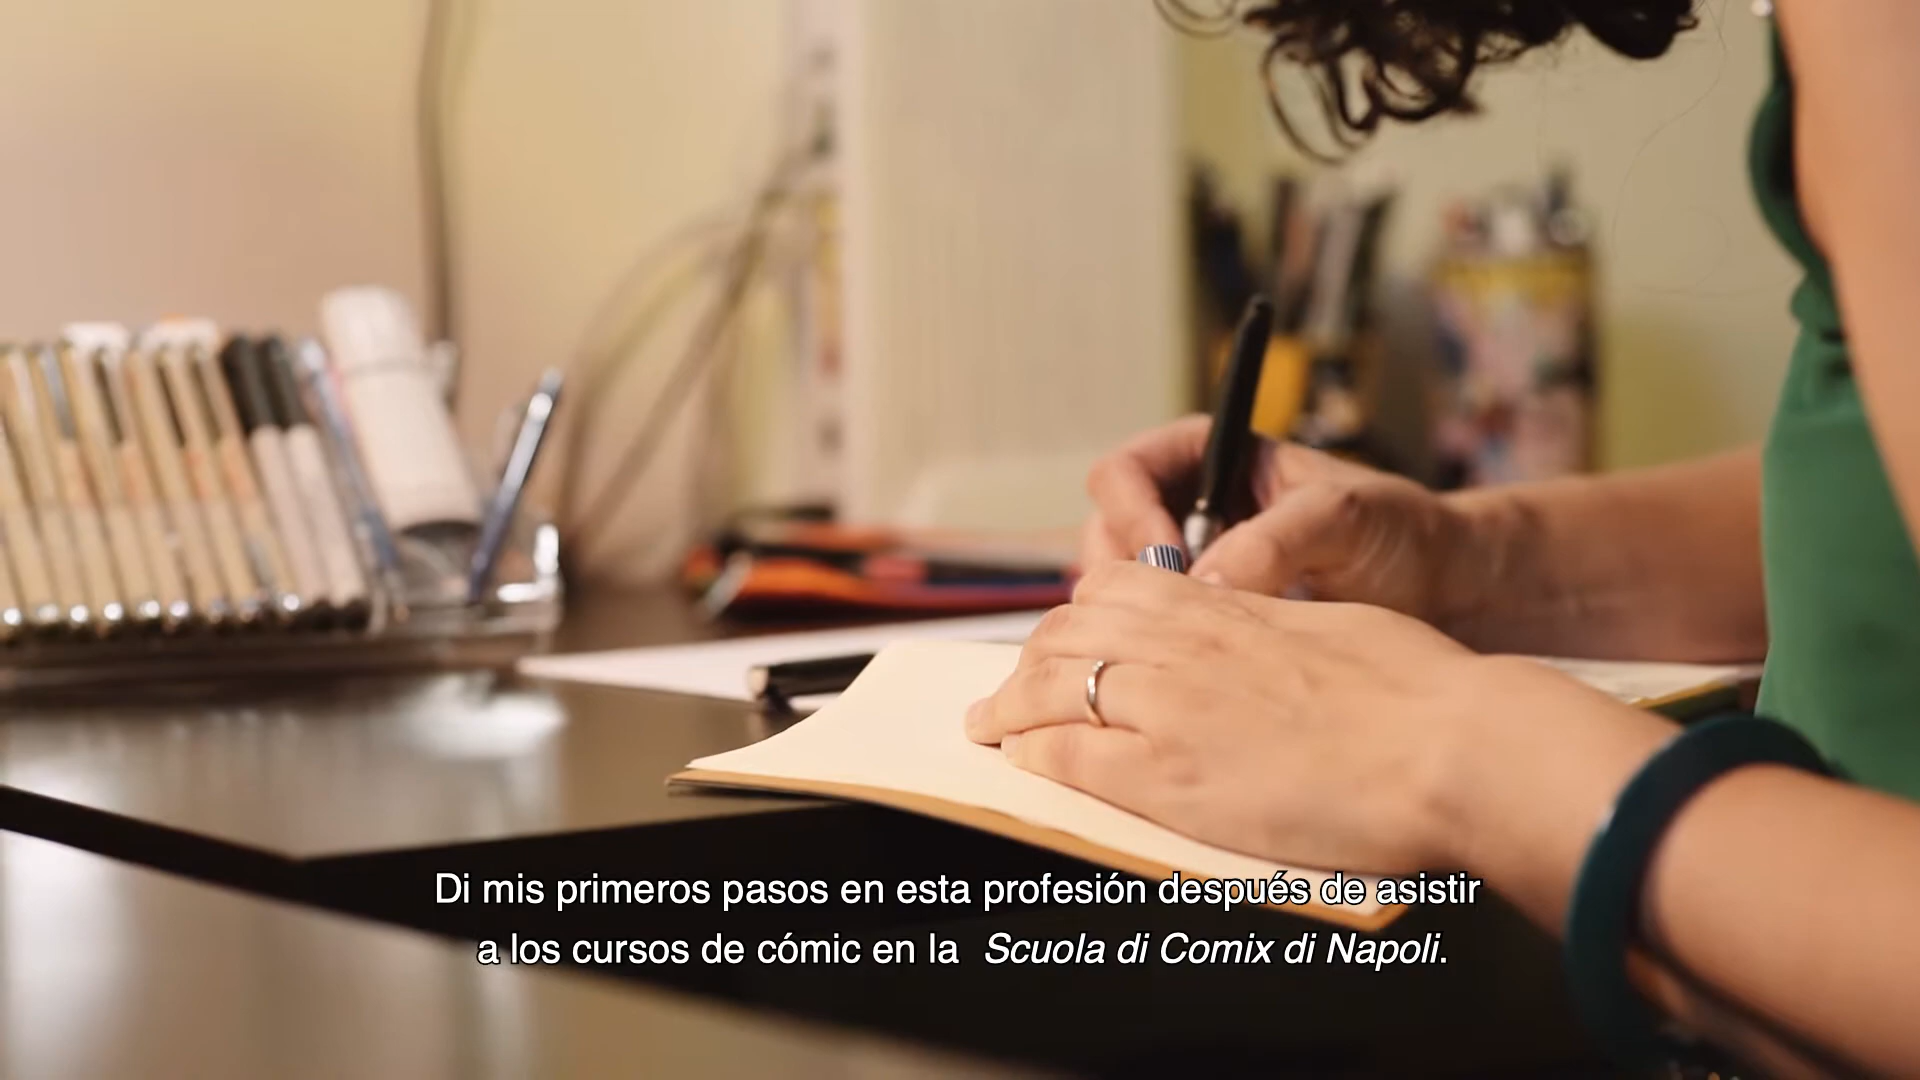 Di mis primeros pasos en esta profesión después de asistir
a los cursos de cómic en la Scuola di Comix di Napoli.